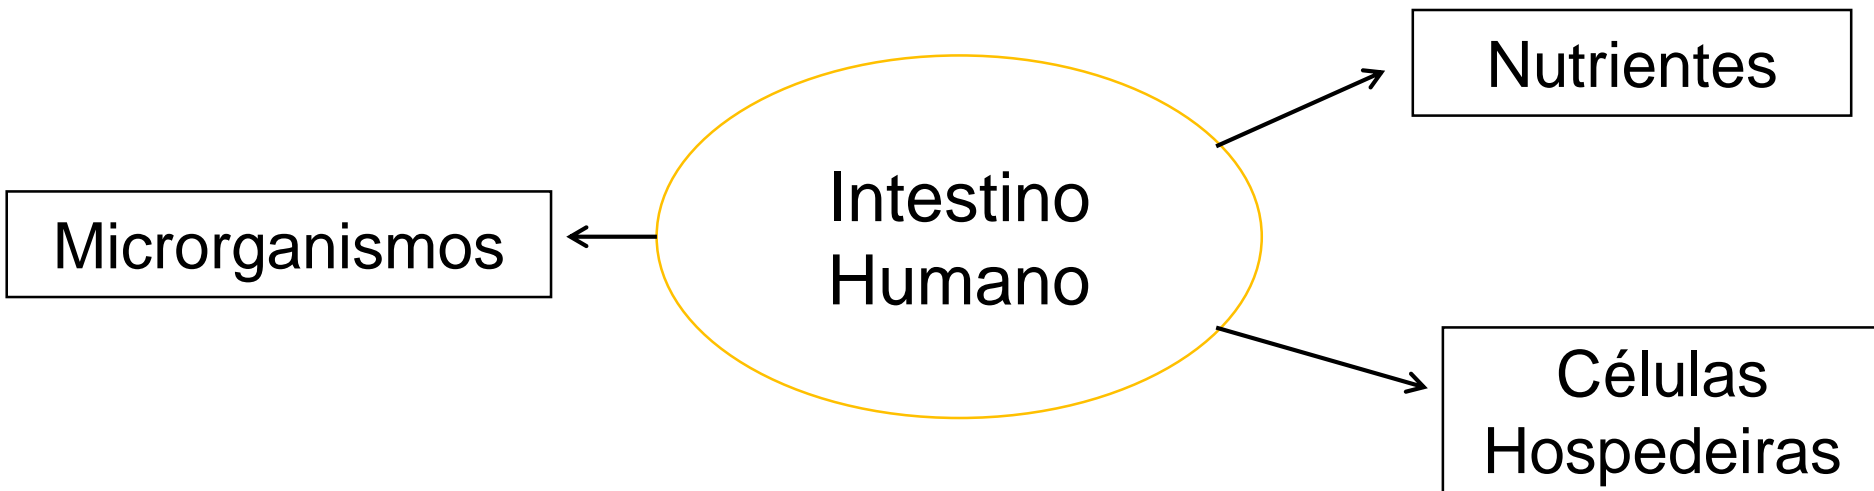 Nutrientes
Intestino
Humano
Microrganismos
Células
Hospedeiras